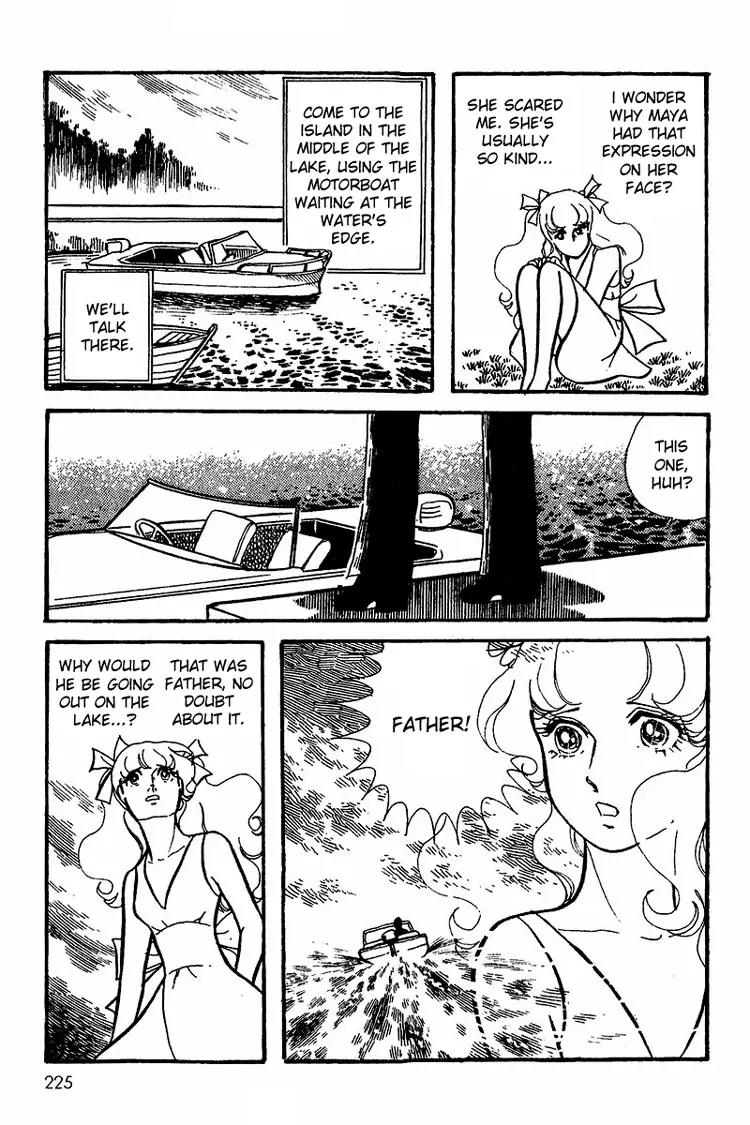 I WONDER
WHY MAYA
HAD THAT
EXPRESSION
ON HER
FACE?
SHE SCARED
ME. SHE'S
USUALLY
SO KIND...
COME TO THE
ISLAND IN THE
MIDDLE OF THE
LAKE, USING THE
MOTORBOAT
WAITING AT THE
WATER'S
EDGE.
WE'LL
TALK
THERE.
THIS
ONE,
HUH?
FATHER!
THAT WAS
FATHER, NO
DOUBT
ABOUT IT.
WHY WOULD
HE BE GOING
OUT ON THE
LAKE...?
225